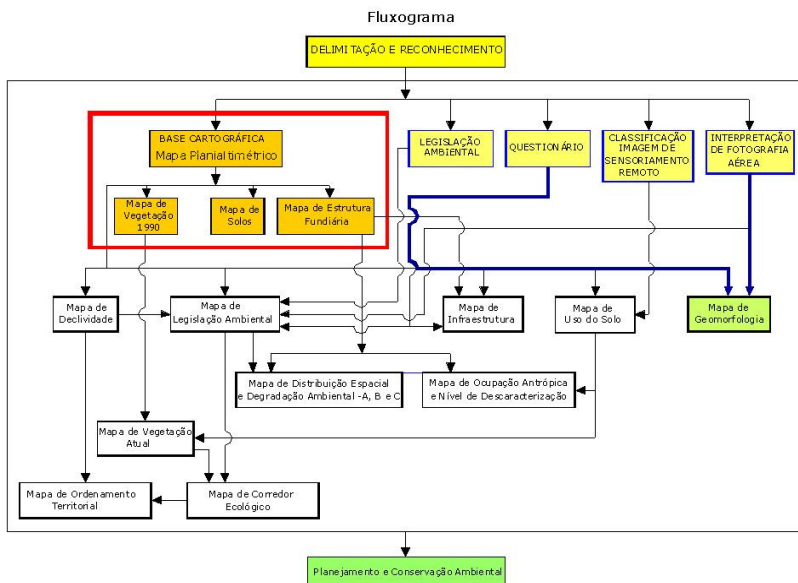 Fluxograma
DELIMITAÇÃO E RECONHECIMENTO
BASE CARTOGRÁFICA
Mapa Planialtimétrico
LEGISLAÇÃO
AMBIENTAL
QUESTIONÁRIO
CLASSIFICAÇÃO
IMAGEM DE
SENSORIAMENTO
REMOTO
INTERPRETAÇÃO
DE FOTOGRAFIA
AÉREA
Mapa de
Vegetação
1990
Mapa de
Solos
Mapa de Estrutura
Fundiária
Mapa de
Declividade
Mapa de
Legislação Ambiental
Mapa de
Infraestrutura
Mapa de
Uso do Solo
Mapa de
Geomorfologia
Mapa de Distribuição Espacial
e Degradação Ambiental -A, B e C
Mapa de Ocupação Antrópica
e Nível de Descaracterização
Mapa de Vegetação
Atual
Mapa de Ordenamento
Territorial
Mapa de Corredor
Ecológico
Planejamento e Conservação Ambiental